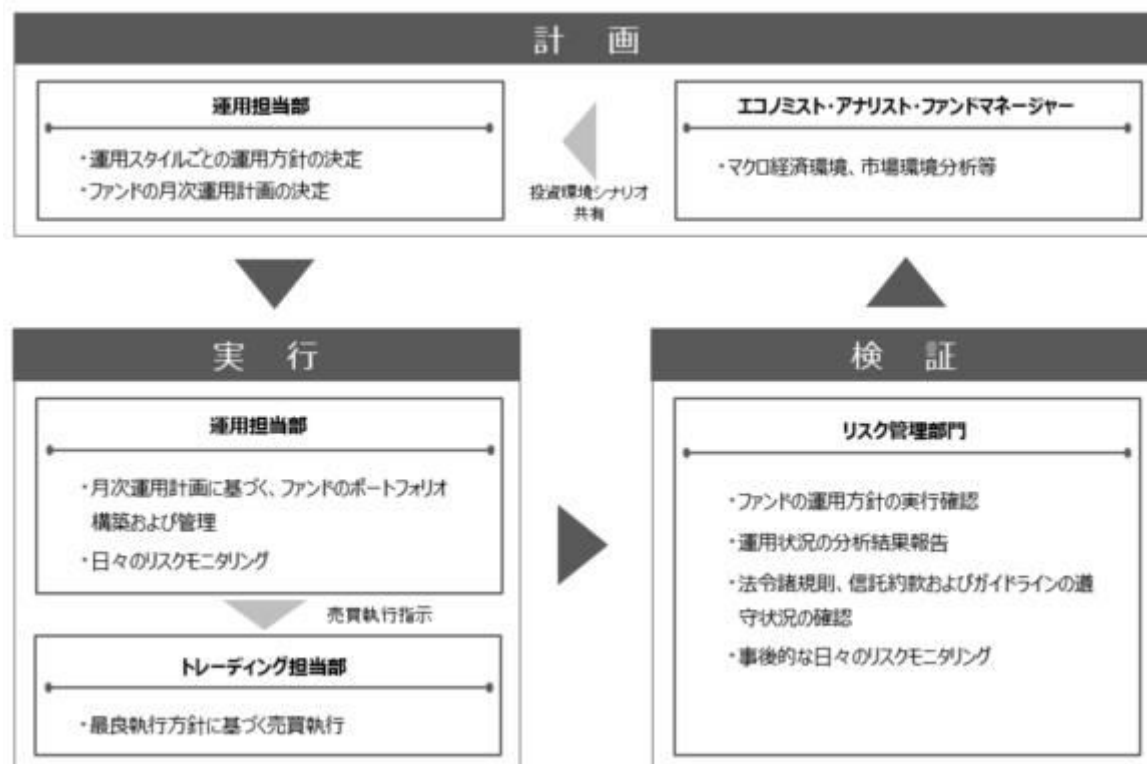 計 画
運用担当部
・運用スタイルごとの運用方針の決定
・ファンドの月次運用計画の決定
投資環境シナリオ
共有
エコノミスト・アナリスト・ファンドマネージャー
・マクロ経済環境、市場環境分析等
実 行
運用担当部
・月次運用計画に基づく、ファンドのポートフォリオ
構築および管理
・日々のリスクモニタリング
売買執行指示
トレーディング担当部
・最良執行方針に基づく売買執行
検 証
リスク管理部門
・ファンドの運用方針の実行確認
・運用状況の分析結果報告
・法令諸規則、信託約款およびガイドラインの遵
守状況の確認
・事後的な日々のリスクモニタリング